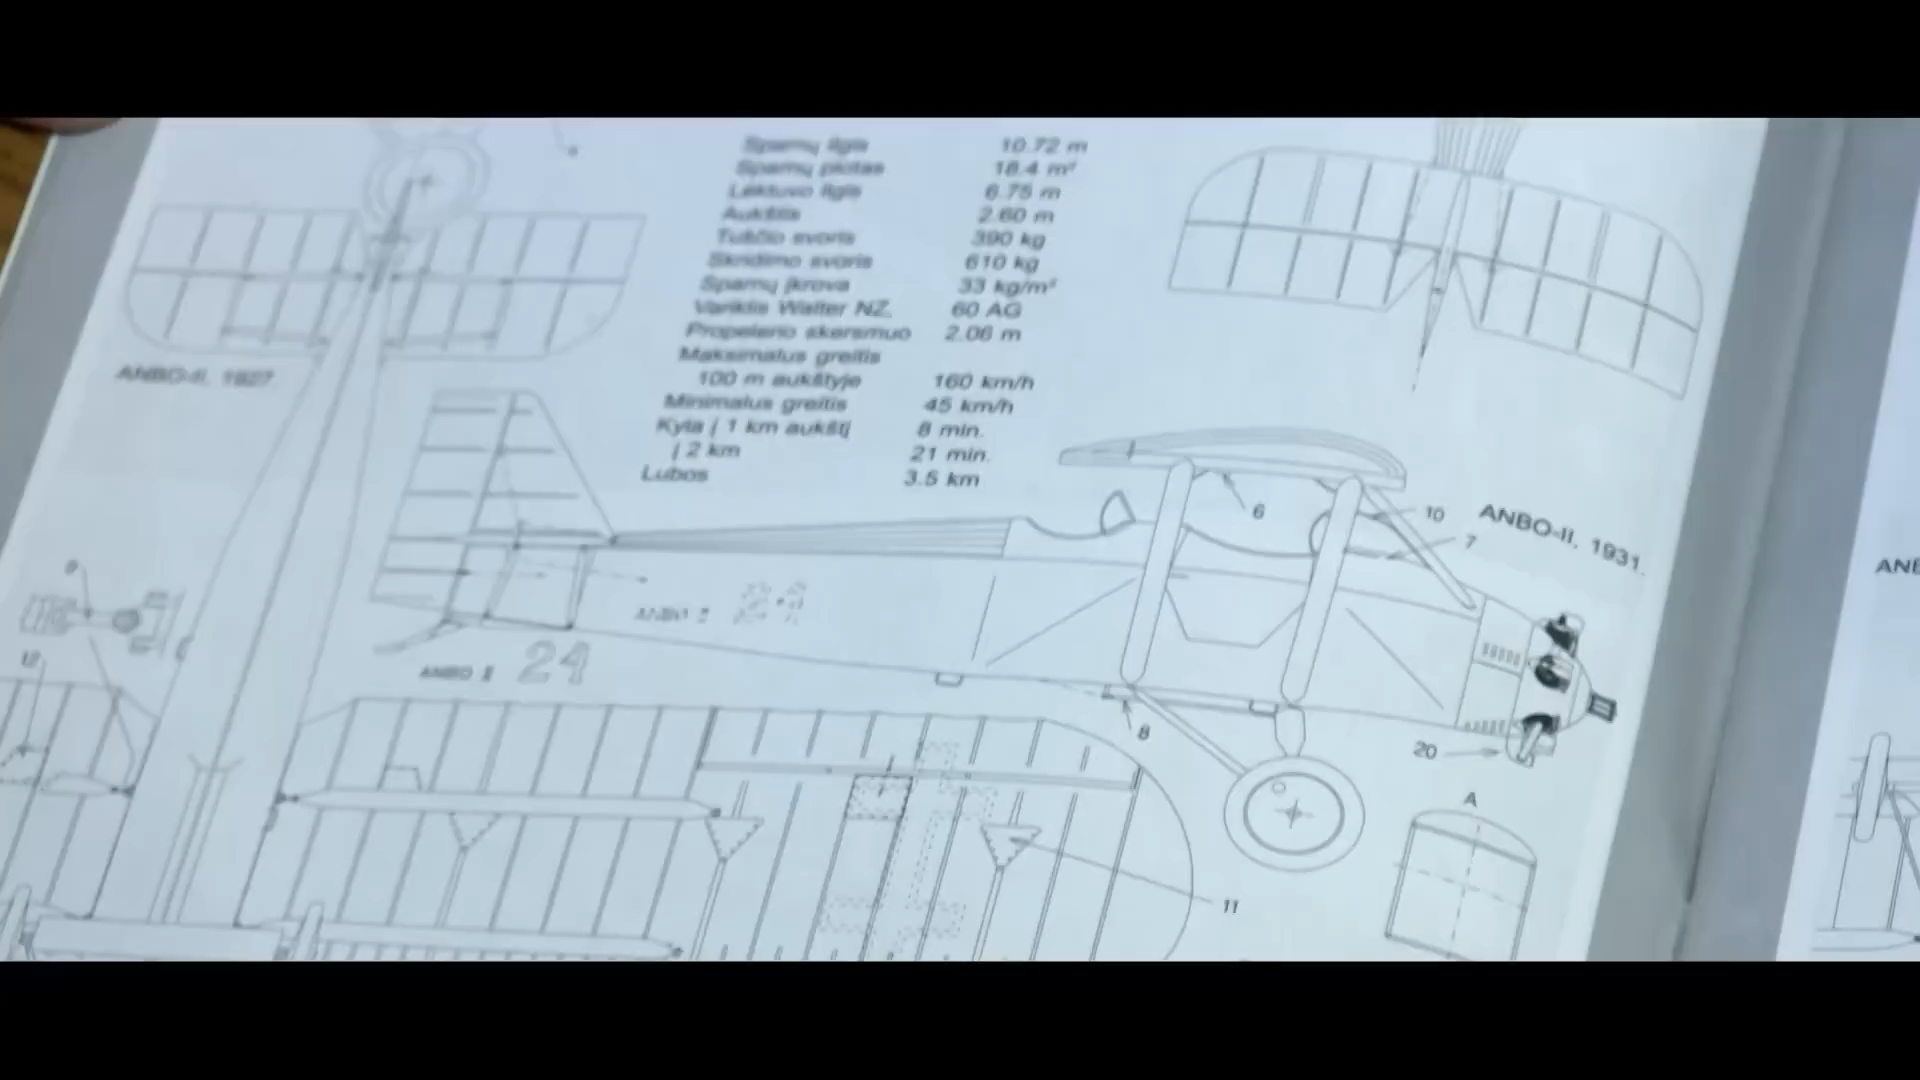 Sparnų ilgis 10.72 m
Sparnų plotas 18.4 m²
Lėktuvo ilgis 6.75 m
Aukštis 2.60 m
Tuščio svoris 390 kg
Skridimo svoris 610 kg
Sparnų įkrova 33 kg/m²
Variklis Walter NZ, 60 AG
Propelerio skersmuo 2.06 m
Maksimalus greitis
100 m aukštyje 160 km/h
Minimalus greitis 45 km/h
Kyla į 1 km aukštį 8 min.
į 2 km 21 min.
Lubos 3.5 km
ANBO-II, 1927
6
10
7
ANBO-II, 1931.
ANBO II
24
12
9
8
20
A
11